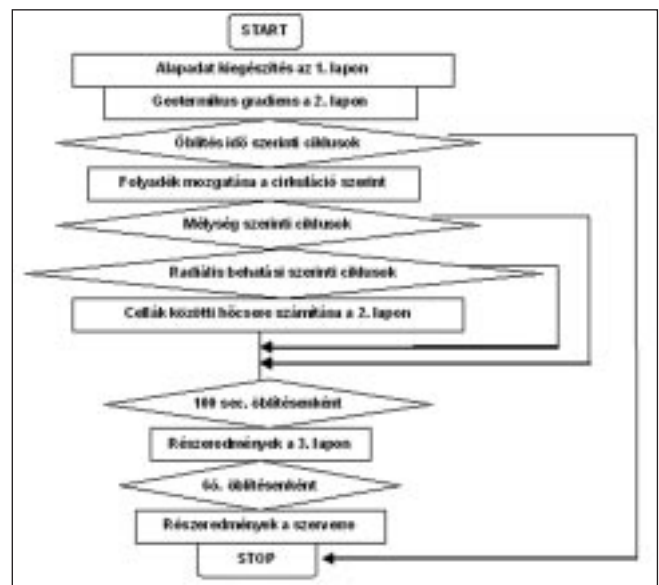 START
Alapadat kiegészítés az 1. lapon
Geotermikus gradiens a 2. lapon
Öblítés idő szerinti ciklusok
Folyadék mozgatása a cirkuláció szerint
Mélység szerinti ciklusok
Radiális behatási szerinti ciklusok
Cellák közötti hőcsere számítása a 2. lapon
100 sec. öblítésenként
Részeredmények a 3. lapon
öblítésenként
Részeredmények a
STOP